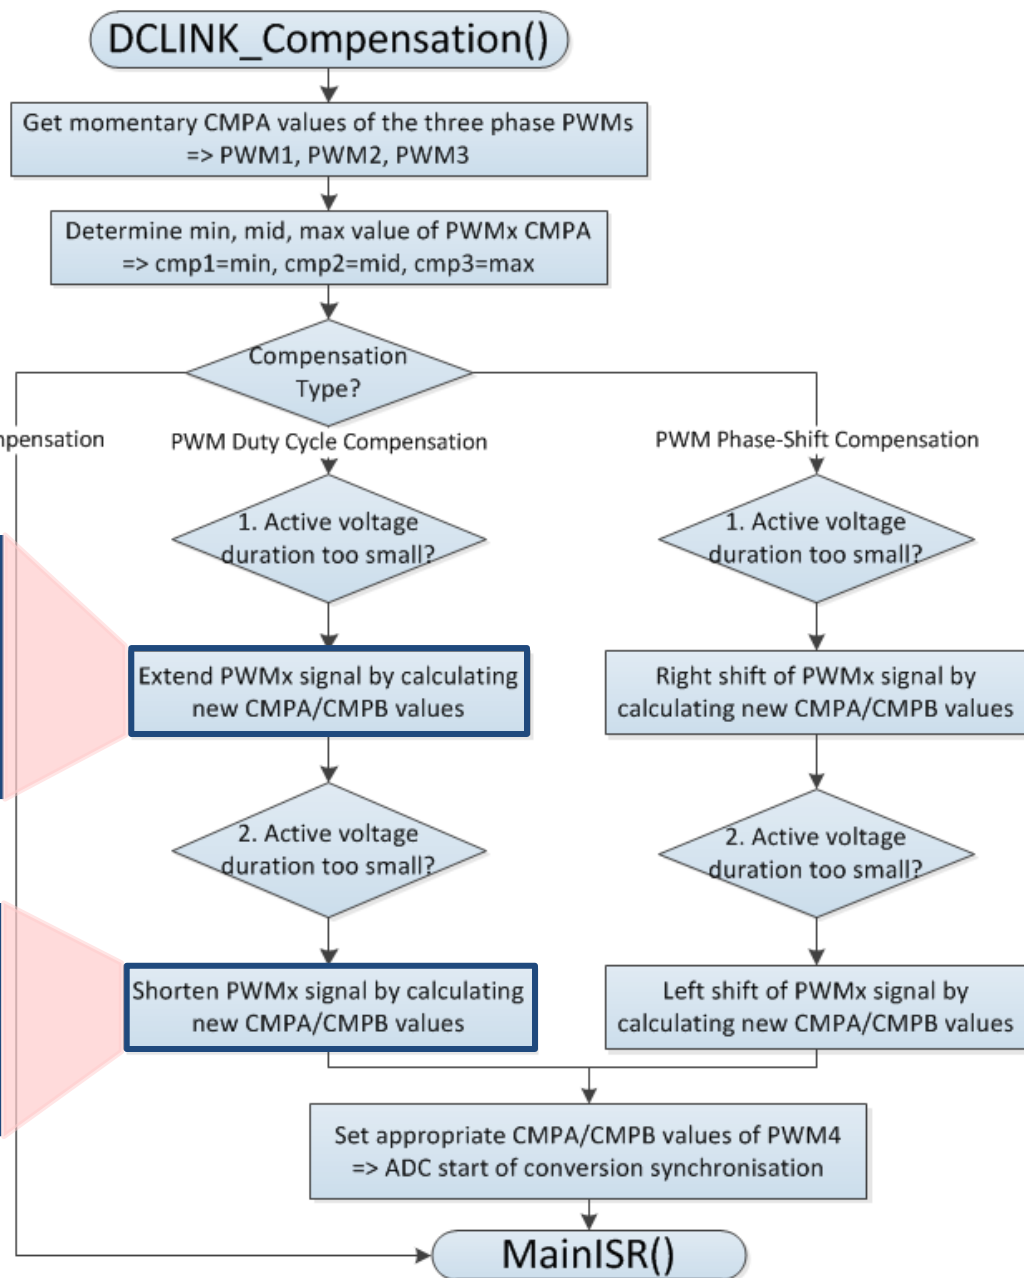 DCLINK_Compensation()
Get momentary CMPA values of the three phase PWMs
=> PWM1, PWM2, PWM3
Determine min, mid, max value of PWMx CMPA
=> cmp1=min, cmp2=mid, cmp3=max
Compensation
Type?
PWM Duty Cycle Compensation
PWM Phase-Shift Compensation
1. Active voltage
duration too small?
1. Active voltage
duration too small?
Extend PWMx signal by calculating
new CMPA/CMPB values
Right shift of PWMx signal by
calculating new CMPA/CMPB values
2. Active voltage
duration too small?
2. Active voltage
duration too small?
Shorten PWMx signal by calculating
new CMPA/CMPB values
Left shift of PWMx signal by
calculating new CMPA/CMPB values
Set appropriate CMPA/CMPB values of PWM4
=> ADC start of conversion synchronisation
MainISR()